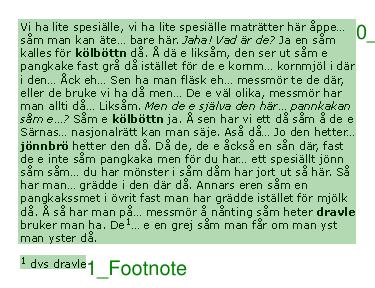 Vi ha lite spesiälle, vi ha lite spesiälle maträtter här åppe...
såm man kan äte... bare här. Jaha! Vad är de? Ja en såm
kalles för kölböttn då. Å dä e liksåm, den ser ut såm e
pangkake fast grå då istället för de e kornm... kornmjöl i där
i den... Äck eh... Sen ha man fläsk eh... messmör te de där,
eller de bruke vi ha då men... De e väl olika, messmör har
man allti då... Liksåm. Men de e själva den här... pannkakan
såm e...? Såm e kölböttn ja. Å sen har vi ett då såm å de e
Särnas... nasjonalrätt kan man säje. Aså då... Jo den hetter...
jönnbrö hetter den då. Då de, de e åckså en sån där, fast
de e inte såm pangkaka men för du har... ett spesiällt jönn
såm såm... du har mönster i såm dåm har jort ut så här. Så
har man... grädde i den där då. Annars eren såm en
pangkakssmet i övrit fast man har grädde istället för mjölk
då. Å så har man på... messmör å nånting såm heter dravle
bruker man ha. De¹... e en grej såm man får om man yst
man yster då.
¹ dvs dravle
0_
1_Footnote